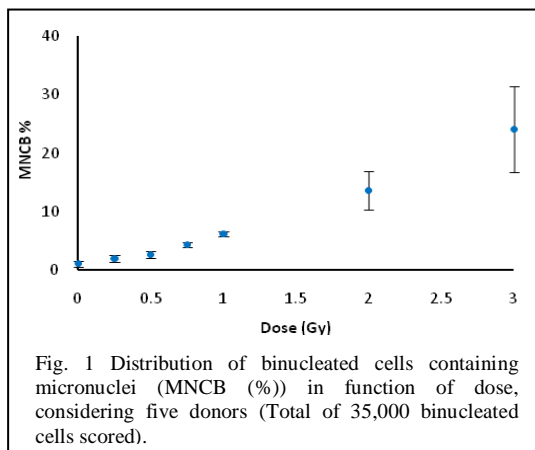 40
30
20
10
0
MNCB %
0 0.5 1 1.5 2 2.5 3
Dose (Gy)
Fig. 1 Distribution of binucleated cells containing
micronuclei (MNCB (%)) in function of dose,
considering five donors (Total of 35,000 binucleated
cells scored).